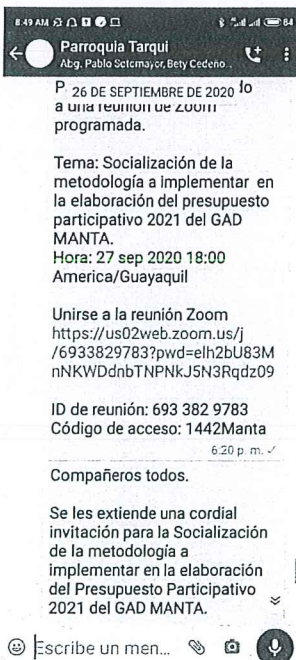 8:49 AM
84
Parroquia Tarqui
Abg. Pablo Sotomayor, Bety Cedeño...
26 DE SEPTIEMBRE DE 2020
a una reunión de Zoom
programada.
Tema: Socialización de la
metodología a implementar en
la elaboración del presupuesto
participativo 2021 del GAD
MANTA.
Hora: 27 sep 2020 18:00
America/Guayaquil
Unirse a la reunión Zoom
https://us02web.zoom.us/j
/6933829783?pwd=elh2bU83M
nNKWDdnbTNPNkJ5N3Rqdz09
ID de reunión: 693 382 9783
Código de acceso: 1442Manta
6:20 p. m.
Compañeros todos.
Se les extiende una cordial
invitación para la Socialización
de la metodología a
implementar en la elaboración
del Presupuesto Participativo
2021 del GAD MANTA.
Escribe un men...